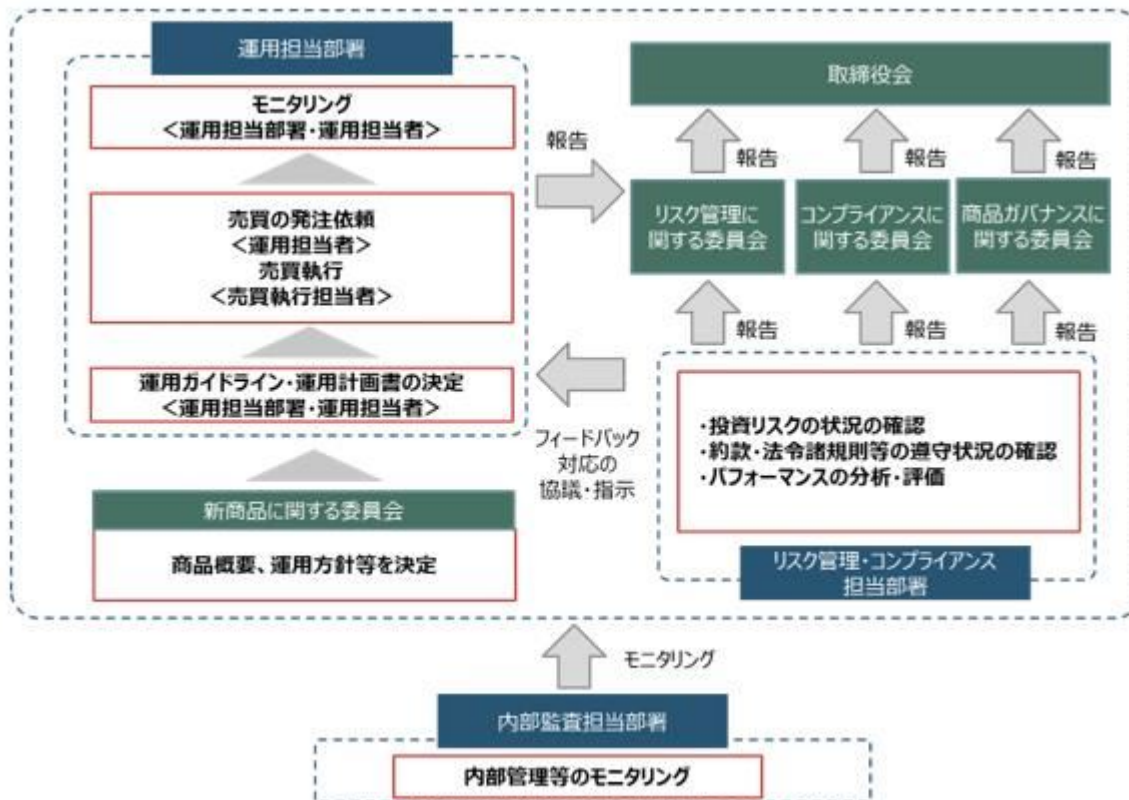 運用担当部署
モニタリング
<運用担当部署・運用担当者>
売買の発注依頼
<運用担当者>
売買執行
<売買執行担当者>
運用ガイドライン・運用計画書の決定
<運用担当部署・運用担当者>
新商品に関する委員会
商品概要、運用方針等を決定
報告
フィードバック
対応の
協議・指示
取締役会
報告
報告
報告
リスク管理に
関する委員会
コンプライアンスに
関する委員会
商品ガバナンスに
関する委員会
報告
報告
報告
・投資リスクの状況の確認
・約款・法令諸規則等の遵守状況の確認
・パフォーマンスの分析・評価
リスク管理・コンプライアンス
担当部署
モニタリング
内部監査担当部署
内部管理等のモニタリング